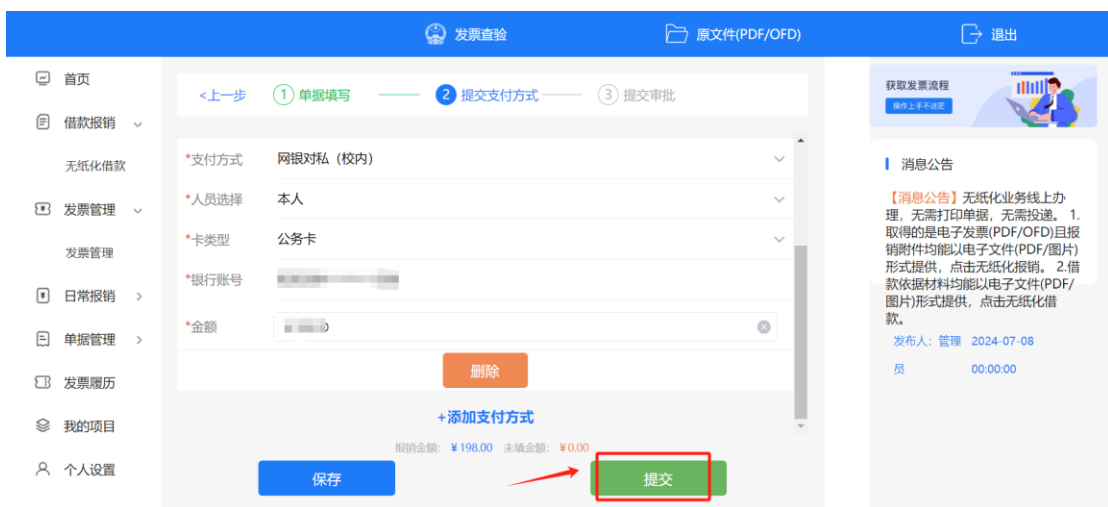 发票查验
原文件(PDF/OFD)
退出
首页
借款报销
无纸化借款
发票管理
发票管理
日常报销
单据管理
发票履历
我的项目
个人设置
<上一步
1 单据填写
2 提交支付方式
3 提交审批
*支付方式 网银对私（校内）
*人员选择 本人
*卡类型 公务卡
*银行账号
*金额
删除
+添加支付方式
报销金额: ￥198.00 未填金额: ￥0.00
保存
提交
获取发票流程
操作上手不迷茫
消息公告
【消息公告】无纸化业务线上办
理，无需打印单据，无需投递。 1.
取得的是电子发票(PDF/OFD)且报
销附件均能以电子文件(PDF/图片)
形式提供，点击无纸化报销。 2.借
款依据材料均能以电子文件(PDF/
图片)形式提供，点击无纸化借
款。
发布人：管理 2024-07-08
员 00:00:00